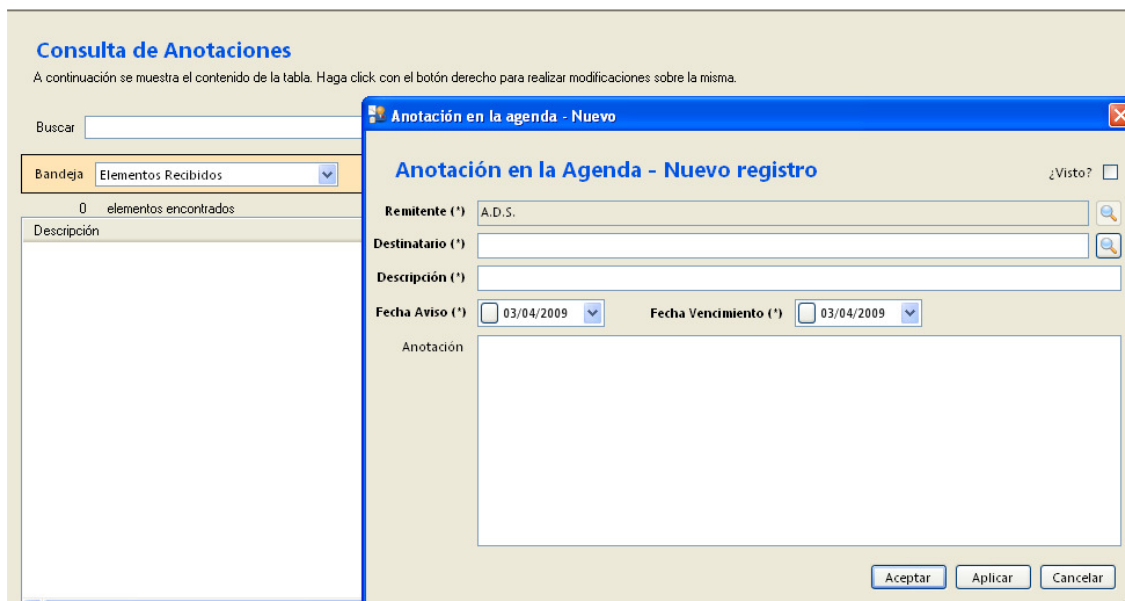 Consulta de Anotaciones
A continuación se muestra el contenido de la tabla. Haga click con el botón derecho para realizar modificaciones sobre la misma.
Buscar
Bandeja Elementos Recibidos
0 elementos encontrados
Descripción
Anotación en la agenda - Nuevo
Anotación en la Agenda - Nuevo registro
¿Visto?
Remitente (*) A.D.S.
Destinatario (*)
Descripción (*)
Fecha Aviso (*) 03/04/2009 Fecha Vencimiento (*) 03/04/2009
Anotación
Aceptar Aplicar Cancelar